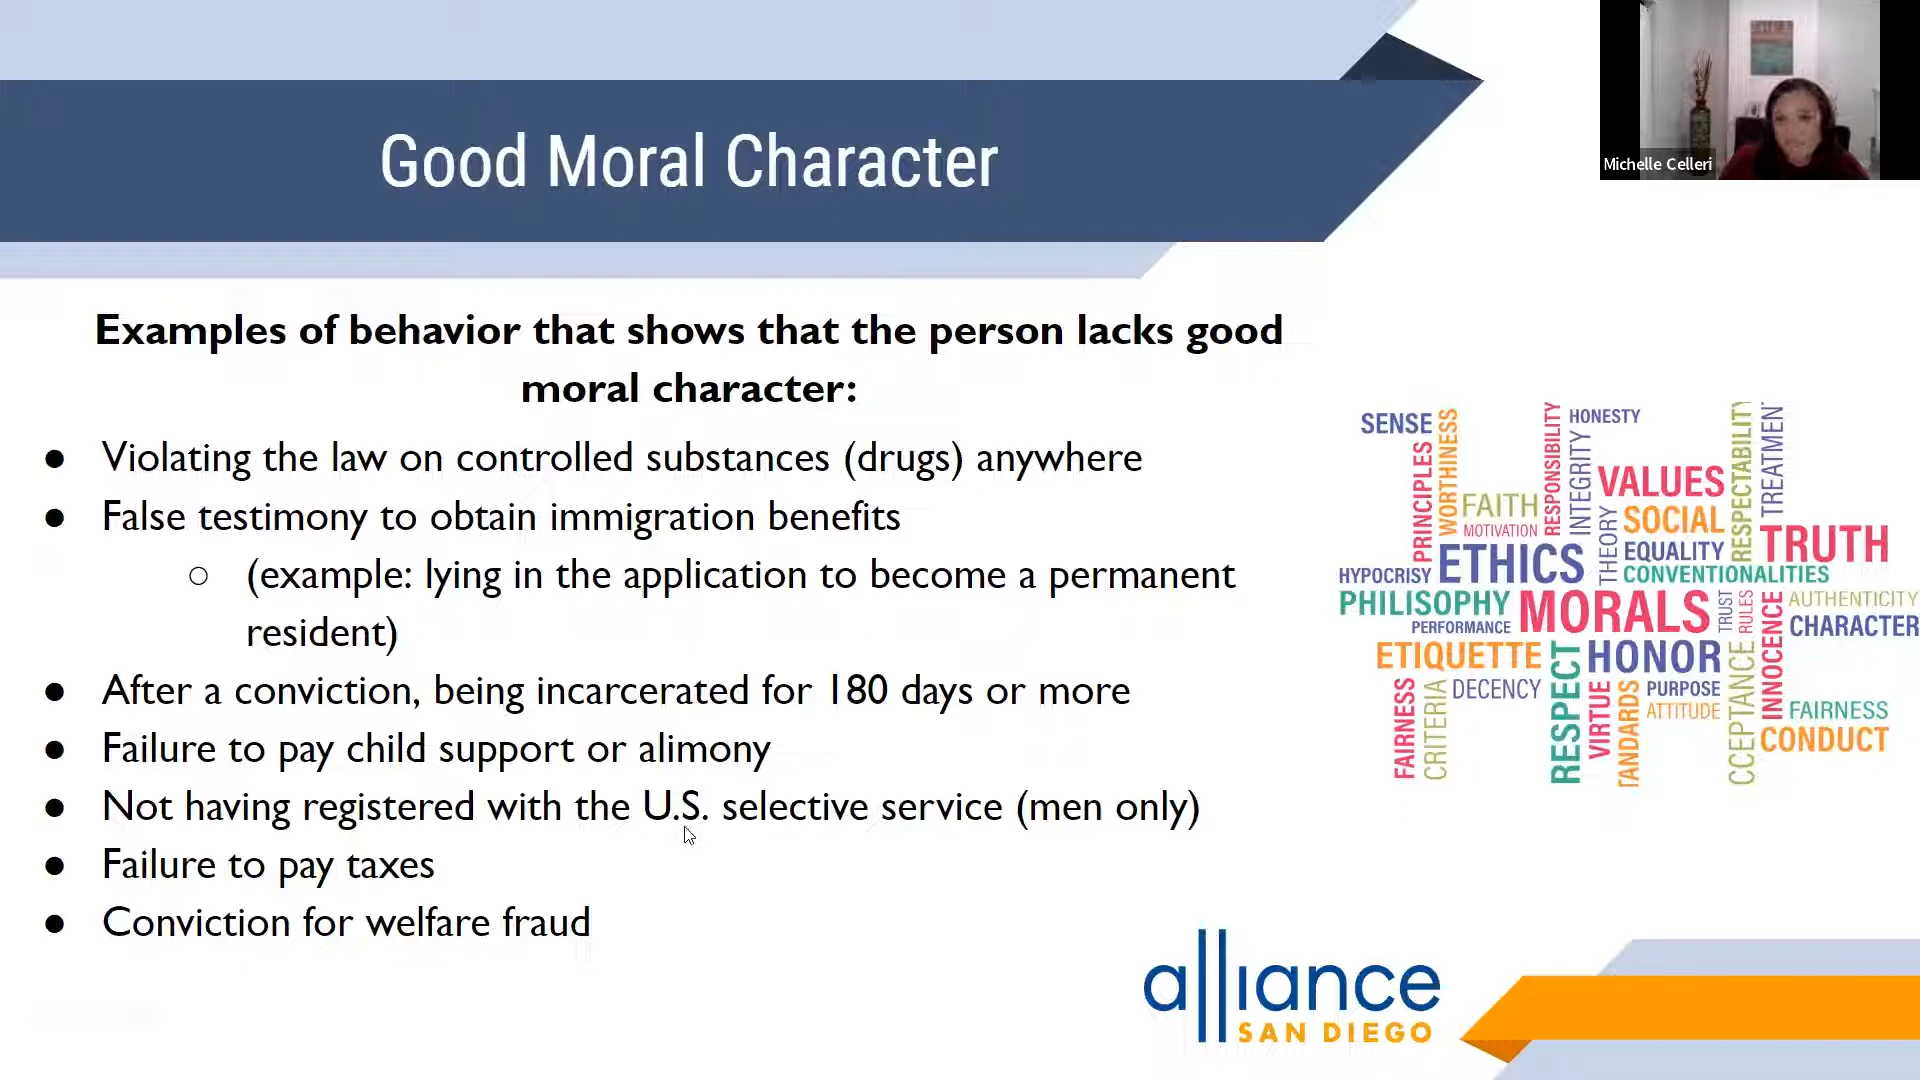 Good Moral Character
Michelle Celleri
Examples of behavior that shows that the person lacks good
moral character:
● Violating the law on controlled substances (drugs) anywhere
● False testimony to obtain immigration benefits
○ (example: lying in the application to become a permanent
resident)
● After a conviction, being incarcerated for 180 days or more
● Failure to pay child support or alimony
● Not having registered with the U.S. selective service (men only)
● Failure to pay taxes
● Conviction for welfare fraud
SENSE
PRINCIPLES
WORTHINESS
FAITH
MOTIVATION
RESPONSIBILITY
HONESTY
INTEGRITY
THEORY
VALUES
SOCIAL
EQUALITY
CONVENTIONALITIES
RESPECTABILITY
TREATMEN
TRUTH
HYPOCRISY
ETHICS
PHILISOPHY
PERFORMANCE
MORALS
TRUST
RULES
INNOCENCE
AUTHENTICITY
CHARACTER
ETIQUETTE
FAIRNESS
CRITERIA
DECENCY
RESPECT
HONOR
VIRTUE
TANDARDS
PURPOSE
ATTITUDE
CCEPTANCE
FAIRNESS
CONDUCT
alliance
SAN DIEGO